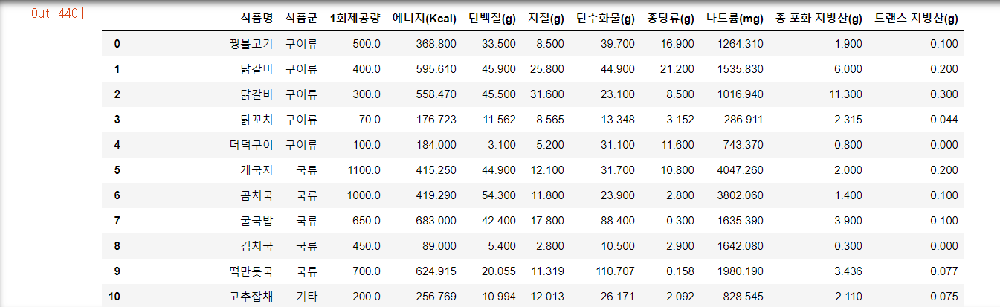 Out[440]:
식품명 식품군 1회제공량 에너지(Kcal) 단백질(g) 지질(g) 탄수화물(g) 총당류(g) 나트륨(mg) 총 포화 지방산(g) 트랜스 지방산(g)
0 꿩불고기 구이류 500.0 368.800 33.500 8.500 39.700 16.900 1264.310 1.900 0.100
1 닭갈비 구이류 400.0 595.610 45.900 25.800 44.900 21.200 1535.830 6.000 0.200
2 닭갈비 구이류 300.0 558.470 45.500 31.600 23.100 8.500 1016.940 11.300 0.300
3 닭꼬치 구이류 70.0 176.723 11.562 8.565 13.348 3.152 286.911 2.315 0.044
4 더덕구이 구이류 100.0 184.000 3.100 5.200 31.100 11.600 743.370 0.800 0.000
5 게국지 국류 1100.0 415.250 44.900 12.100 31.700 10.800 4047.260 2.000 0.200
6 곰치국 국류 1000.0 419.290 54.300 11.800 23.900 2.800 3802.060 1.400 0.100
7 굴국밥 국류 650.0 683.000 42.400 17.800 88.400 0.300 1635.390 3.900 0.100
8 김치국 국류 450.0 89.000 5.400 2.800 10.500 2.900 1642.080 0.300 0.000
9 떡만둣국 국류 700.0 624.915 20.055 11.319 110.707 0.158 1980.190 3.436 0.077
10 고추잡채 기타 200.0 256.769 10.994 12.013 26.171 2.092 828.545 2.110 0.075